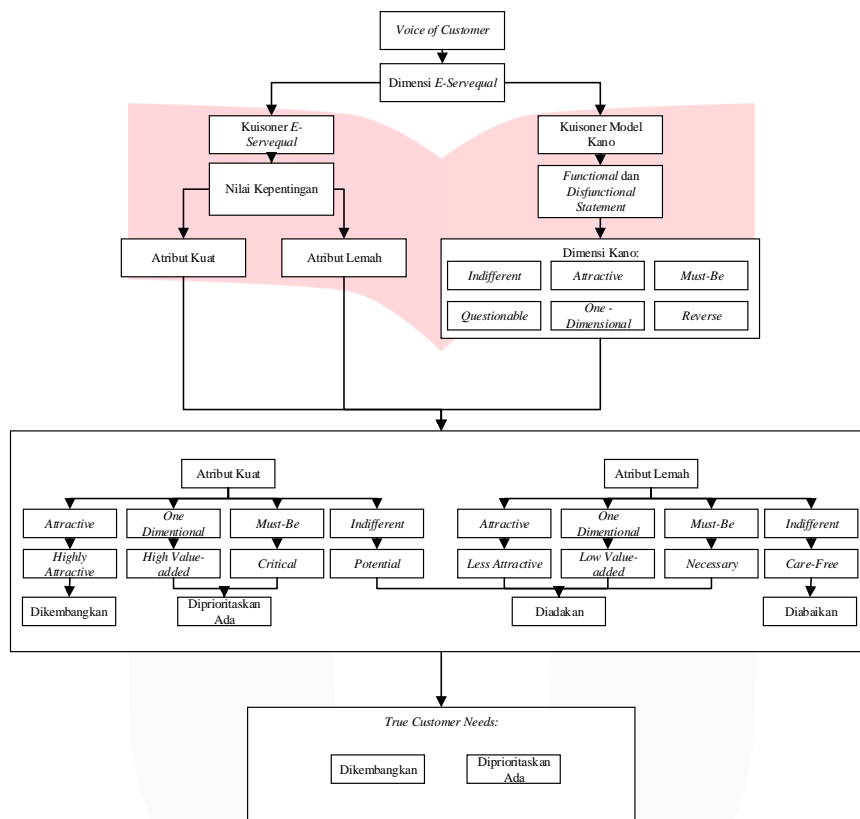 Voice of Customer
Dimensi E-Servequal
Kuisoner E-
Servequal
Kuisoner Model
Kano
Nilai Kepentingan
Functional dan
Disfunctional
Statement
Atribut Kuat
Atribut Lemah
Dimensi Kano:
Indifferent
Attractive
Must-Be
Questionable
One -
Dimensional
Reverse
Atribut Kuat
Atribut Lemah
Attractive
One
Dimentional
Must-Be
Indifferent
Attractive
One
Dimentional
Must-Be
Indifferent
Highly
Attractive
High Value-
added
Critical
Potential
Less Attractive
Low Value-
added
Necessary
Care-Free
Dikembangkan
Diprioritaskan
Ada
Diadakan
Diabaikan
True Customer Needs:
Dikembangkan
Diprioritaskan
Ada